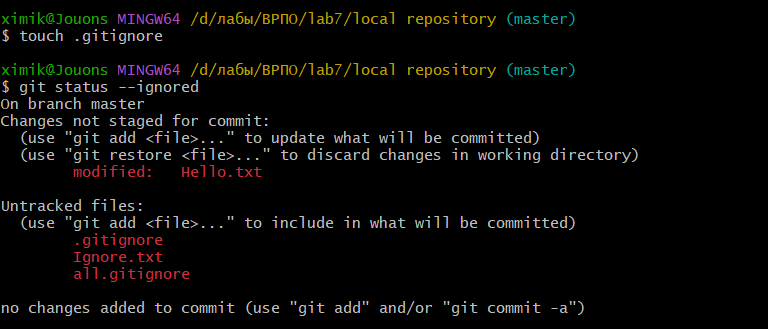 ximik@Jouons MINGW64 /d/лабы/ВРПО/lab7/local repository (master)
$ touch .gitignore
ximik@Jouons MINGW64 /d/лабы/ВРПО/lab7/local repository (master)
$ git status --ignored
On branch master
Changes not staged for commit:
  (use "git add <file>..." to update what will be committed)
  (use "git restore <file>..." to discard changes in working directory)
        modified:   Hello.txt
Untracked files:
  (use "git add <file>..." to include in what will be committed)
        .gitignore
        Ignore.txt
        all.gitignore
no changes added to commit (use "git add" and/or "git commit -a")